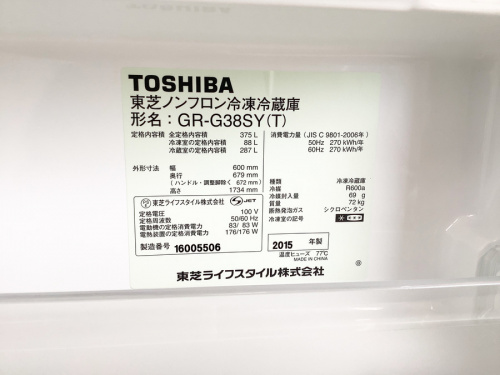 TOSHIBA
東芝ノンフロン冷凍冷蔵庫
形名：GR-G38SY(T)
定格内容積 全定格内容積 375 L
冷凍室の定格内容積 88 L
冷蔵室の定格内容積 287 L
外形寸法 幅 600 mm
奥行 679 mm
(ハンドル・調整脚除く 672 mm)
高さ 1734 mm
東芝ライフスタイル株式会社 S JET
定格電圧 100 V
定格周波数 50/60 Hz
電動機の定格消費電力 83/ 83 W
電熱装置の定格消費電力 176/176 W
製造番号 16005506
消費電力量 (JIS C 9801-2006年)
50Hz 270 kWh/年
60Hz 270 kWh/年
種類 冷凍冷蔵庫
冷媒 R600a
冷媒封入量 69 g
質量 72 kg
断熱発泡ガス シクロペンタン
冷凍室の記号
2015 年製
温度ヒューズ 77℃
MADE IN CHINA
東芝ライフスタイル株式会社